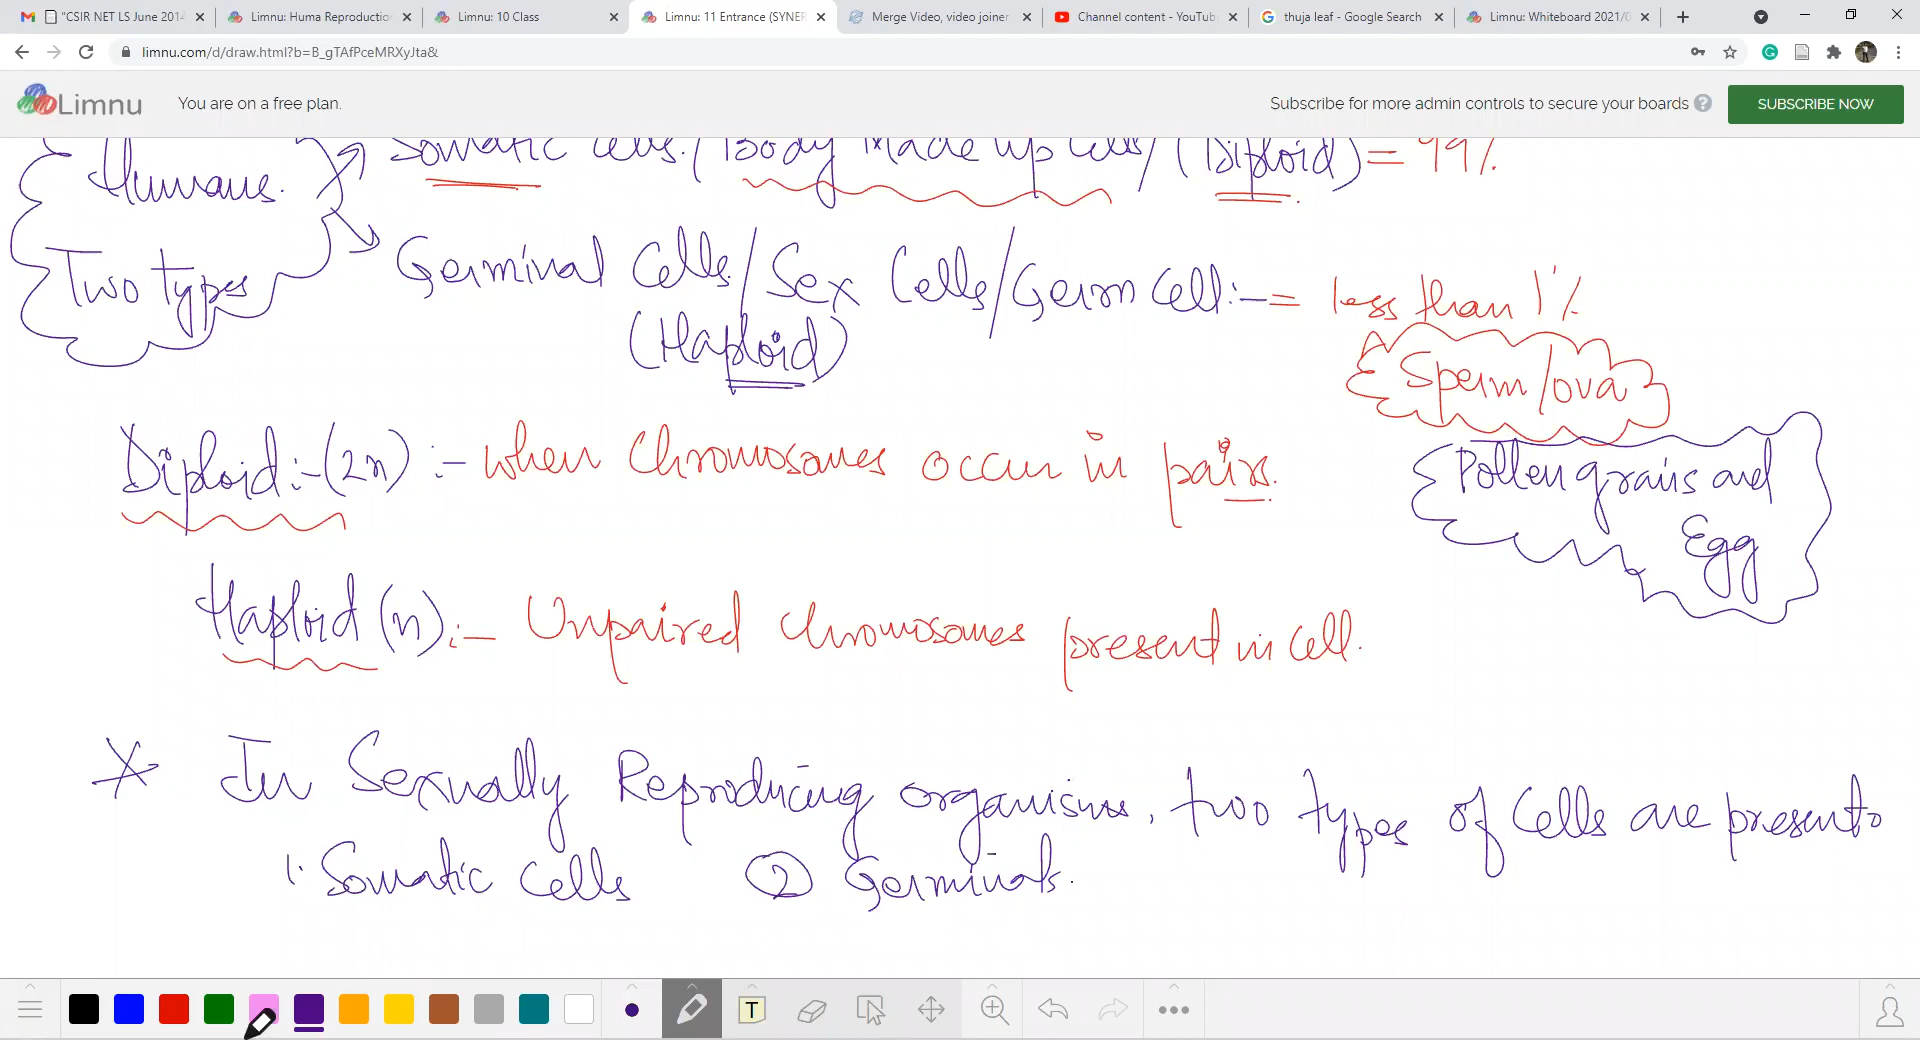 "CSIR NET LS June 2014
Limnu: Huma Reproductio
Limnu: 10 Class
Limnu: 11 Entrance (SYNER
Merge Video, video joiner
Channel content - YouTub
thuja leaf - Google Search
Limnu: Whiteboard 2021/0
limnu.com/d/draw.html?b=B_gTAfPceMRXyJta&
Limnu You are on a free plan. Subscribe for more admin controls to secure your boards SUBSCRIBE NOW
Humans. Somatic Cells / Body Made up Cells / (Diploid) = 99%
Two types Germinal Cells / Sex Cells / Germ Cell :- = less than 1%
(Haploid)
Sperm / ova
Diploid :- (2n) :- when Chromosomes occur in pairs.
Pollen grains and
Egg
Haploid (n) :- Unpaired chromosomes present in cell.
* In Sexually Reproducing organisms, two types of Cells are present
1. Somatic Cells 2 Germinals.
T